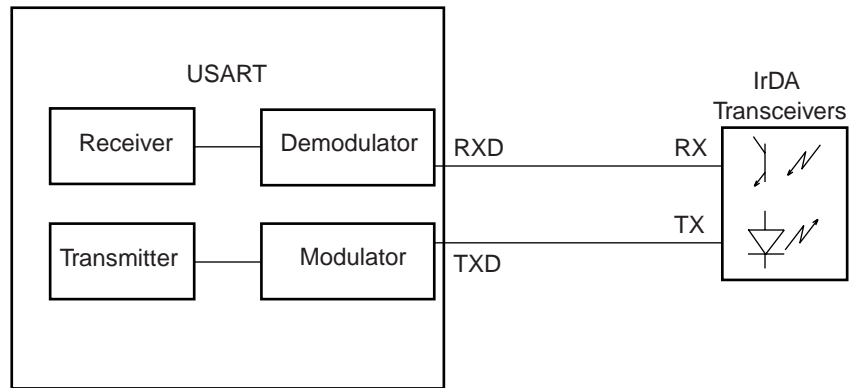 USART
IrDA
Transceivers
Receiver
Demodulator
RXD
RX
Transmitter
Modulator
TXD
TX